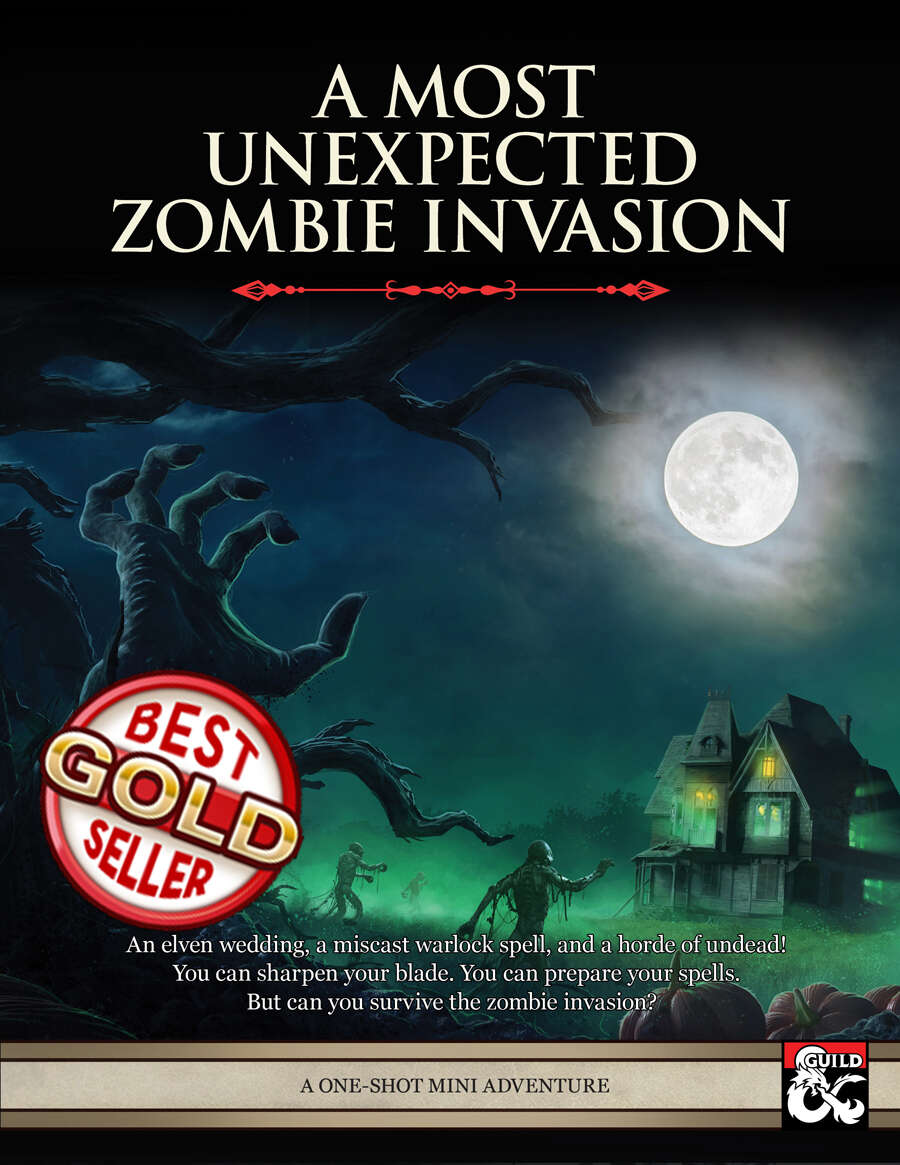 A MOST
UNEXPECTED
ZOMBIE INVASION
BEST
GOLD
SELLER
An elven wedding, a miscast warlock spell, and a horde of undead!
You can sharpen your blade. You can prepare your spells.
But can you survive the zombie invasion?
GUILD
A ONE-SHOT MINI ADVENTURE